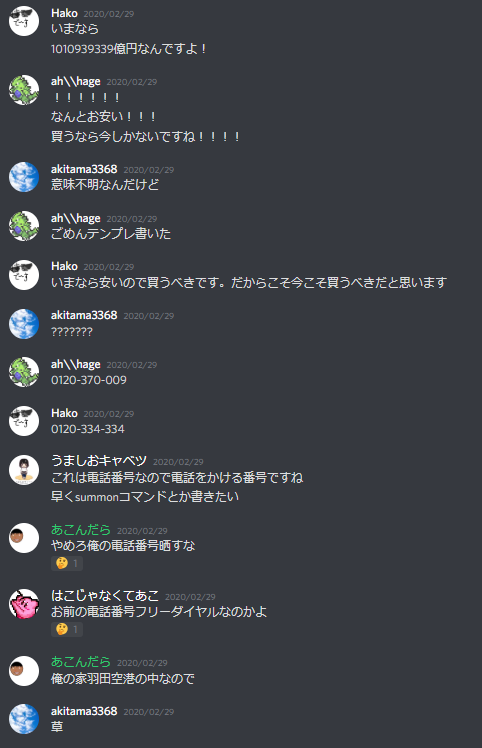 Hako 2020/02/29
いまなら
1010939339億円なんですよ！
ah\\hage 2020/02/29
！！！！！！
なんとお安い！！！
買うなら今しかないですね！！！！
akitama3368 2020/02/29
意味不明なんだけど
ah\\hage 2020/02/29
ごめんテンプレ書いた
Hako 2020/02/29
いまなら安いので買うべきです。だからこそ今こそ買うべきだと思います
akitama3368 2020/02/29
???????
ah\\hage 2020/02/29
0120-370-009
Hako 2020/02/29
0120-334-334
うましおキャベツ 2020/02/29
これは電話番号なので電話をかける番号ですね
早くsummonコマンドとか書きたい
あこんだら 2020/02/29
やめろ俺の電話番号晒すな
🤔 1
はこじゃなくてあこ 2020/02/29
お前の電話番号フリーダイヤルなのかよ
🤔 1
あこんだら 2020/02/29
俺の家羽田空港の中なので
akitama3368 2020/02/29
草